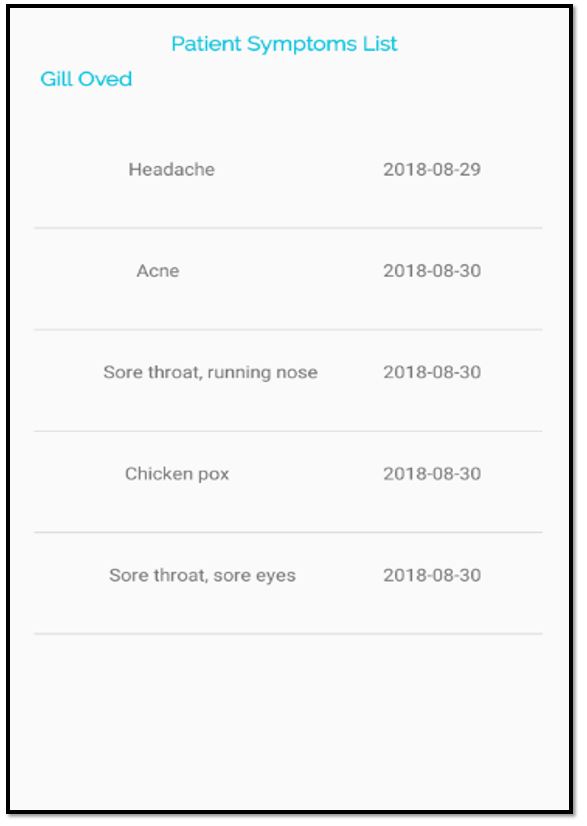 Patient Symptoms List
Gill Oved
Headache 2018-08-29
Acne 2018-08-30
Sore throat, running nose 2018-08-30
Chicken pox 2018-08-30
Sore throat, sore eyes 2018-08-30